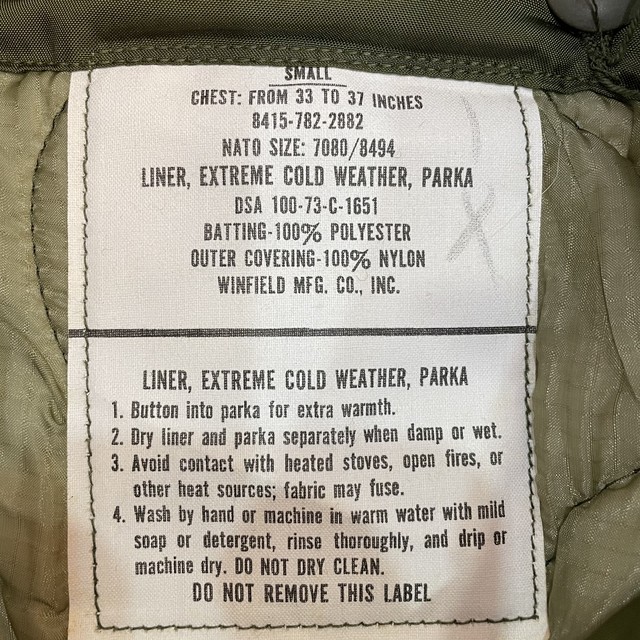 SMALL
CHEST: FROM 33 TO 37 INCHES
8415-782-2882
NATO SIZE: 7080/8494
LINER, EXTREME COLD WEATHER, PARKA
DSA 100-73-C-1651
BATTING-100% POLYESTER
OUTER COVERING-100% NYLON
WINFIELD MFG. CO., INC.
LINER, EXTREME COLD WEATHER, PARKA
1. Button into parka for extra warmth.
2. Dry liner and parka separately when damp or wet.
3. Avoid contact with heated stoves, open fires, or
other heat sources; fabric may fuse.
4. Wash by hand or machine in warm water with mild
soap or detergent, rinse thoroughly, and drip or
machine dry. DO NOT DRY CLEAN.
DO NOT REMOVE THIS LABEL